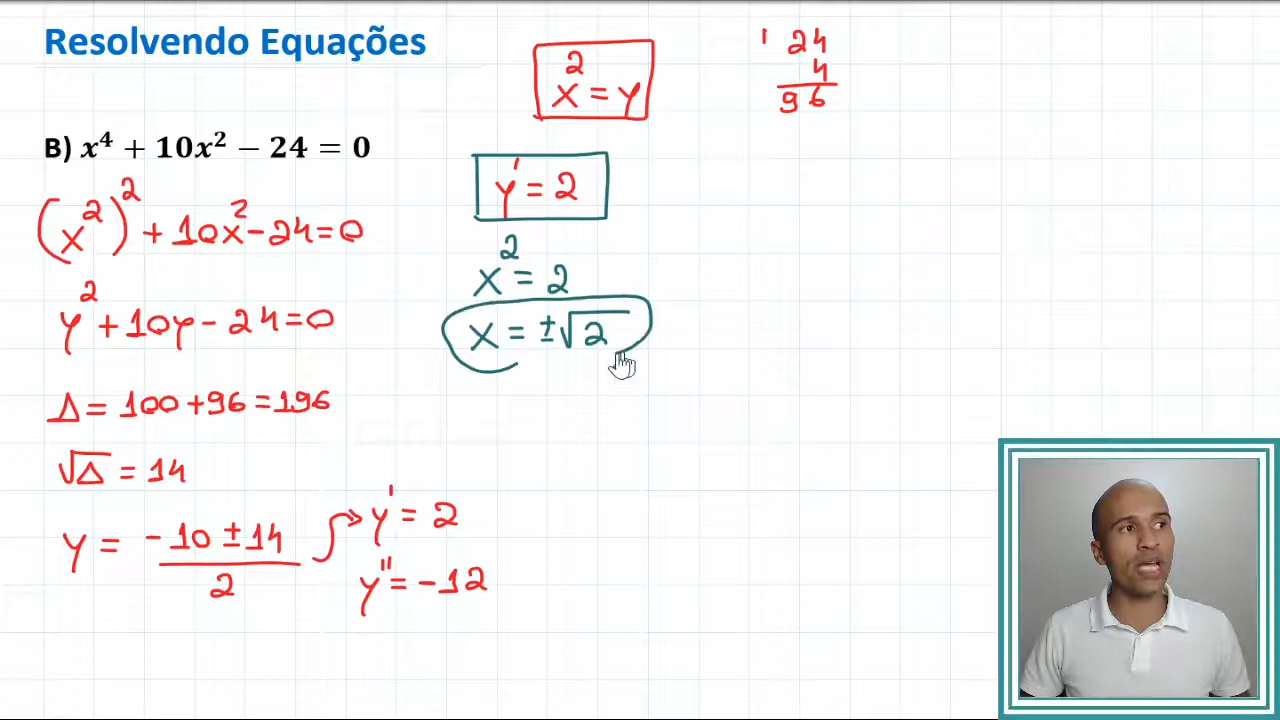 Resolvendo Equações
B) x⁴ + 10x² − 24 = 0
(x²)² + 10x² - 24 = 0
y² + 10y - 24 = 0
Δ = 100 + 96 = 196
√Δ = 14
y = (-10 ± 14)/2
y' = 2
y'' = -12
x² = y
y' = 2
x² = 2
x = ±√2
1 24
4
96